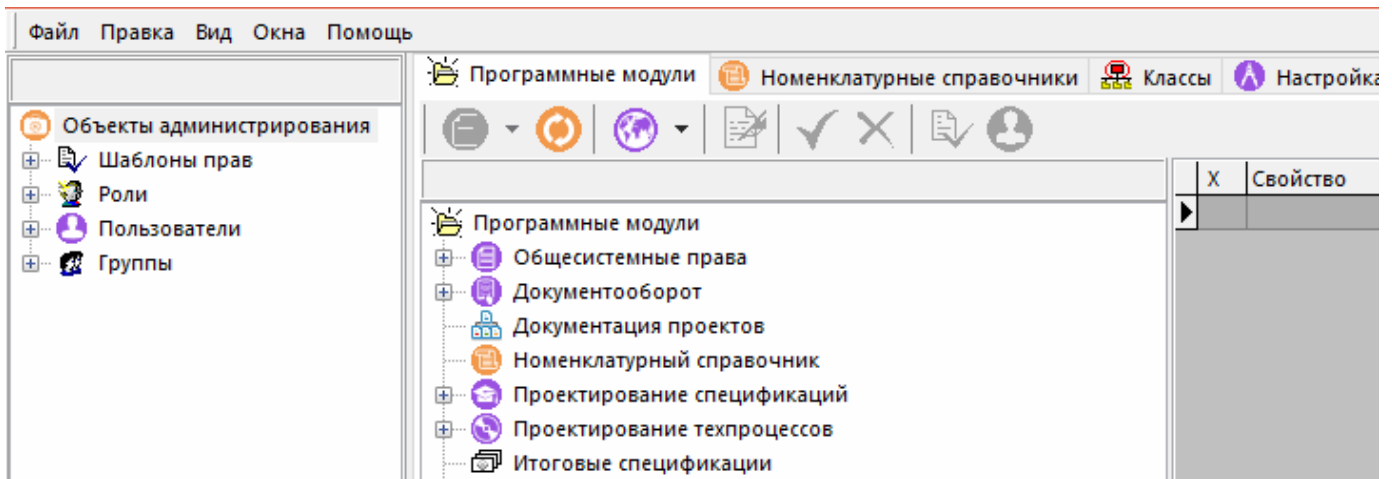 Файл Правка Вид Окна Помощь
Программные модули Номенклатурные справочники Классы Настройка
Объекты администрирования
Шаблоны прав
Роли
Пользователи
Группы
X Свойство
Программные модули
Общесистемные права
Документооборот
Документация проектов
Номенклатурный справочник
Проектирование спецификаций
Проектирование техпроцессов
Итоговые спецификации